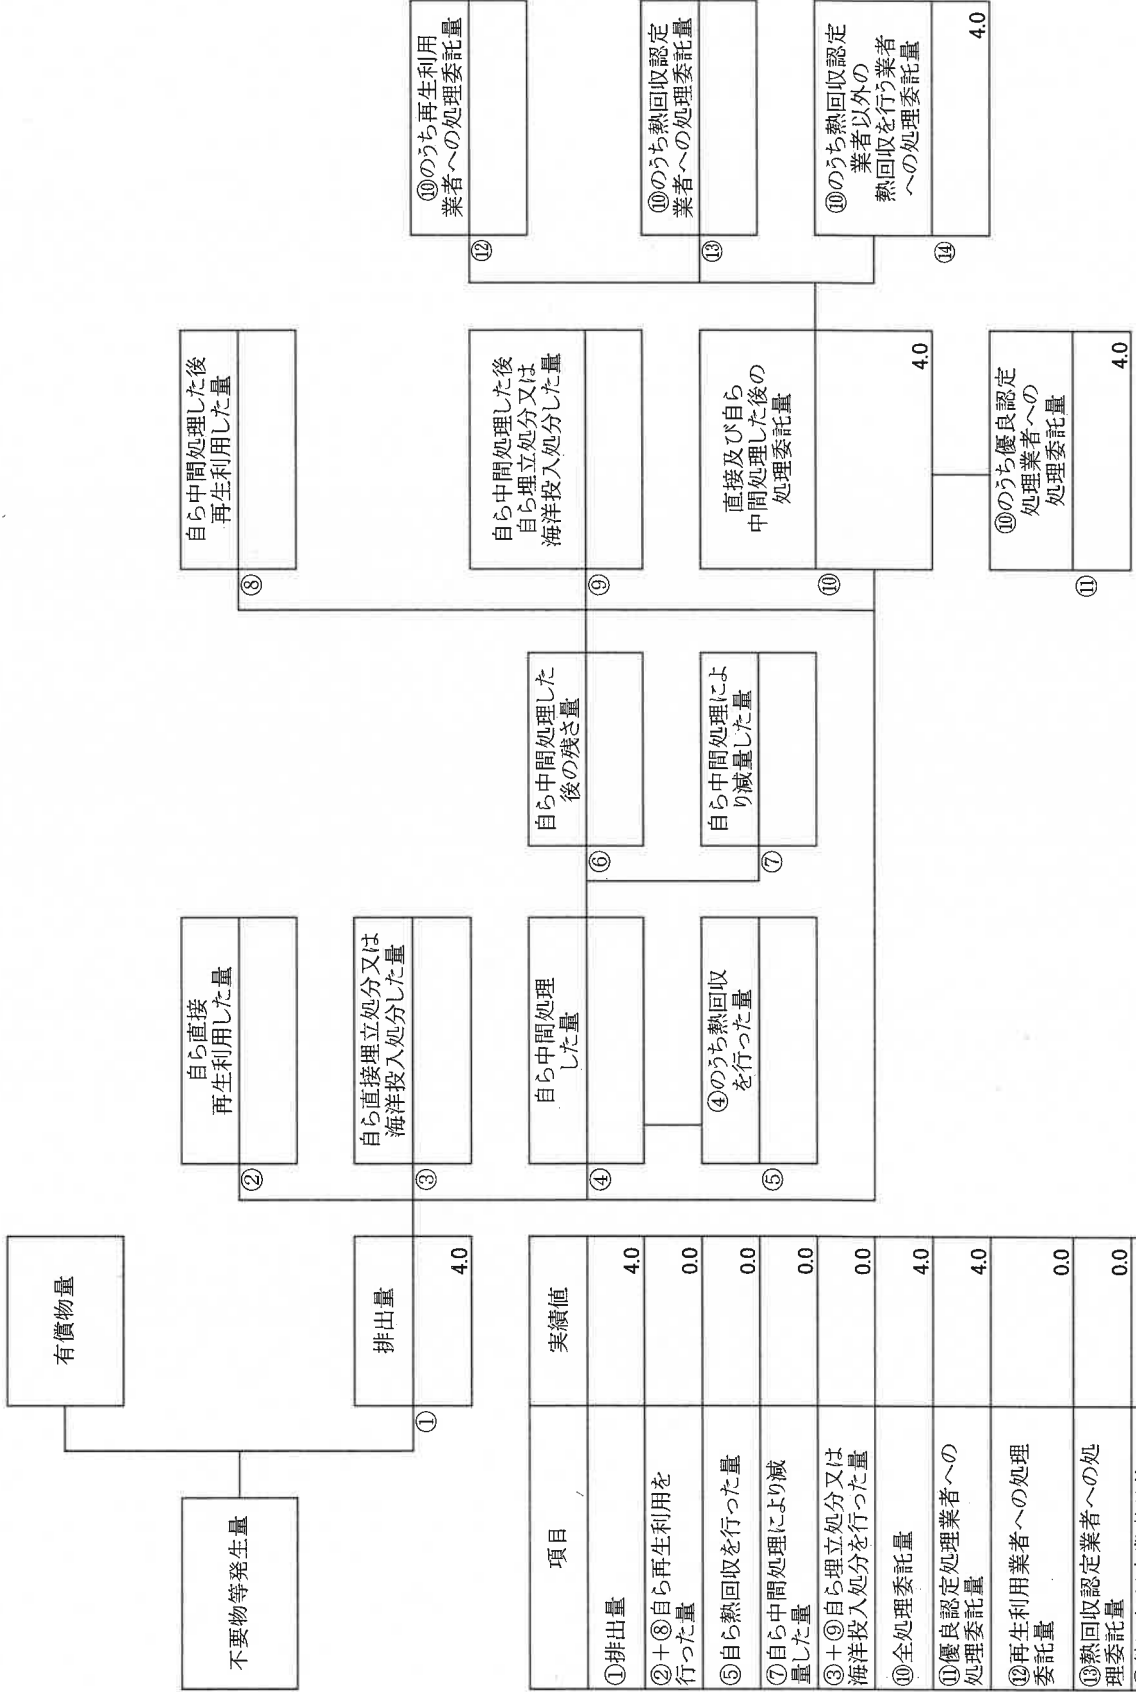 不要物等発生量
有償物量
①
排出量
4.0
②
自ら直接
再生利用した量
③
自ら直接埋立処分又は
海洋投入処分した量
④
自ら中間処理
した量
⑤
④のうち熱回収
を行った量
⑥
自ら中間処理した
後の残さ量
⑦
自ら中間処理によ
り減量した量
⑧
自ら中間処理した後
再生利用した量
⑨
自ら中間処理した後
自ら埋立処分又は
海洋投入処分した量
⑩
直接及び自ら
中間処理した後の
処理委託量
4.0
⑪
⑩のうち優良認定
処理業者への
処理委託量
4.0
⑫
⑩のうち再生利用
業者への処理委託量
⑬
⑩のうち熱回収認定
業者への処理委託量
⑭
⑩のうち熱回収認定
業者以外の
熱回収を行う業者
への処理委託量
4.0
項目 実績値
①排出量 4.0
②+⑧自ら再生利用を
行った量 0.0
⑤自ら熱回収を行った量 0.0
⑦自ら中間処理により減
量した量 0.0
③+⑨自ら埋立処分又は
海洋投入処分を行った量 0.0
⑩全処理委託量 4.0
⑪優良認定処理業者への
処理委託量 4.0
⑫再生利用業者への処理
委託量 0.0
⑬熱回収認定業者への処
理委託量 0.0